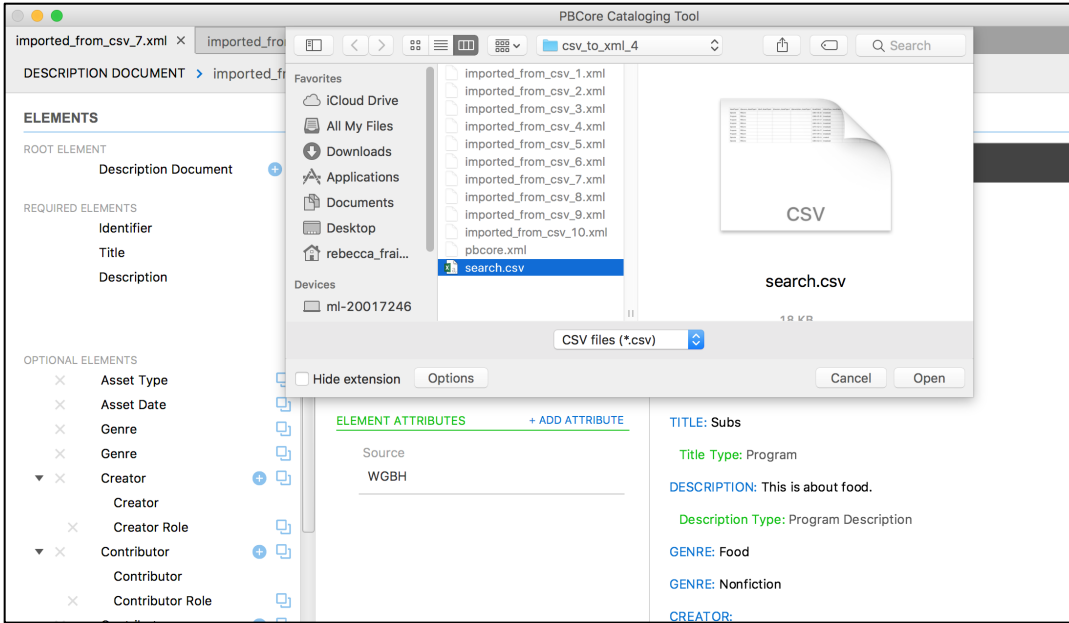 PBCore Cataloging Tool
imported_from_csv_7.xml ×
imported_fro
DESCRIPTION DOCUMENT > imported_f
ELEMENTS
ROOT ELEMENT
Description Document
REQUIRED ELEMENTS
Identifier
Title
Description
OPTIONAL ELEMENTS
Asset Type
Asset Date
Genre
Genre
Creator
Creator
Creator Role
Contributor
Contributor
Contributor Role
csv_to_xml_4
Search
Favorites
iCloud Drive
All My Files
Downloads
Applications
Documents
Desktop
rebecca_frai...
Devices
ml-20017246
imported_from_csv_1.xml
imported_from_csv_2.xml
imported_from_csv_3.xml
imported_from_csv_4.xml
imported_from_csv_5.xml
imported_from_csv_6.xml
imported_from_csv_7.xml
imported_from_csv_8.xml
imported_from_csv_9.xml
imported_from_csv_10.xml
pbcore.xml
search.csv
CSV
search.csv
18 KB
CSV files (*.csv)
Hide extension
Options
Cancel
Open
ELEMENT ATTRIBUTES
+ ADD ATTRIBUTE
Source
WGBH
TITLE: Subs
Title Type: Program
DESCRIPTION: This is about food.
Description Type: Program Description
GENRE: Food
GENRE: Nonfiction
CREATOR: